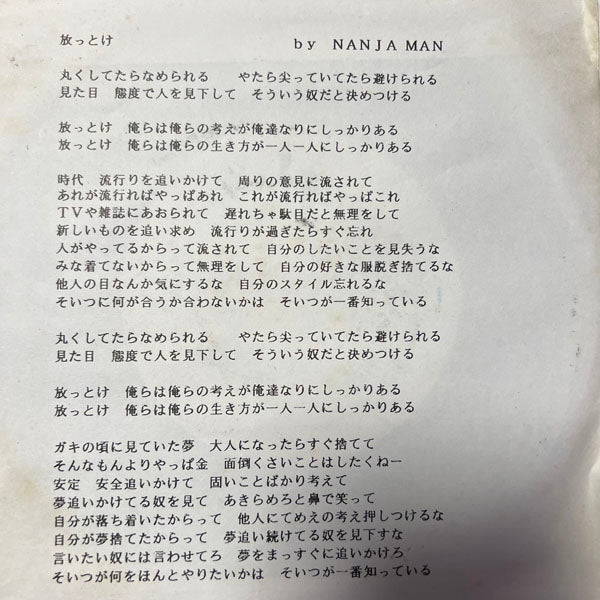 放っとけ　　　　　　　　　by　NANJA MAN
丸くしてたらなめられる　　やたら尖っていてたら避けられる
見た目　態度で人を見下して　そういう奴だと決めつける
放っとけ　俺らは俺らの考えが俺達なりにしっかりある
放っとけ　俺らは俺らの生き方が一人一人にしっかりある
時代　流行りを追いかけて　周りの意見に流されて
あれが流行ればやっぱあれ　これが流行ればやっぱこれ
TVや雑誌にあおられて　遅れちゃ駄目だと無理をして
新しいものを追い求め　流行りが過ぎたらすぐ忘れ
人がやってるからって流されて　自分のしたいことを見失うな
みな着てないからって無理をして　自分の好きな服脱ぎ捨てるな
他人の目なんか気にするな　自分のスタイル忘れるな
そいつに何が合うか合わないかは　そいつが一番知っている
丸くしてたらなめられる　　やたら尖っていてたら避けられる
見た目　態度で人を見下して　そういう奴だと決めつける
放っとけ　俺らは俺らの考えが俺達なりにしっかりある
放っとけ　俺らは俺らの生き方が一人一人にしっかりある
ガキの頃に見ていた夢　大人になったらすぐ捨てて
そんなもんよりやっぱ金　面倒くさいことはしたくねー
安定　安全追いかけて　固いことばかり考えて
夢追いかけてる奴を見て　あきらめろと鼻で笑って
自分が落ち着いたからって　他人にてめえの考え押しつけるな
自分が夢捨てたからって　夢追い続けてる奴を見下すな
言いたい奴には言わせてろ　夢をまっすぐに追いかけろ
そいつが何をほんとやりたいかは　そいつが一番知っている